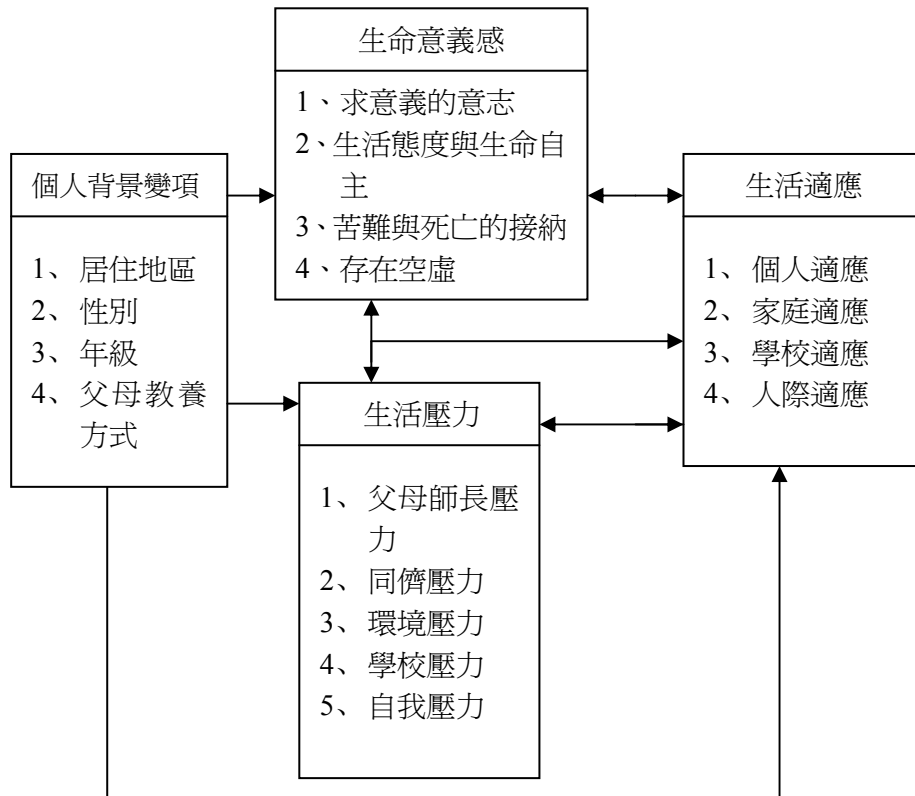 生命意義感
1、求意義的意志
2、生活態度與生命自
主
3、苦難與死亡的接納
4、存在空虛
個人背景變項
1、 居住地區
2、 性別
3、 年級
4、 父母教養
方式
生活適應
1、 個人適應
2、 家庭適應
3、 學校適應
4、 人際適應
生活壓力
1、 父母師長壓
力
2、 同儕壓力
3、 環境壓力
4、 學校壓力
5、 自我壓力